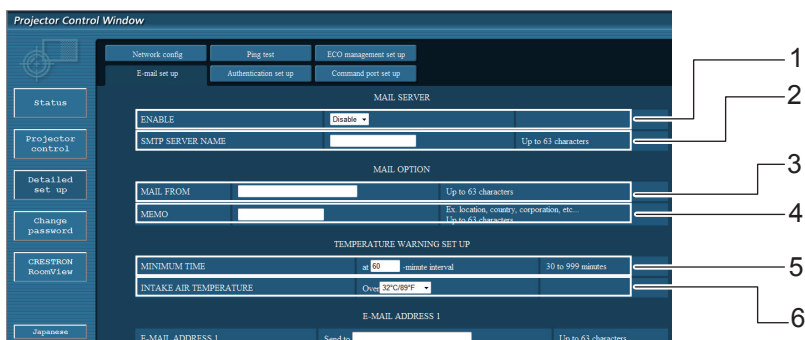 Projector Control Window
Network config Ping test ECO management set up
E-mail set up Authentication set up Command port set up
Status
Projector control
Detailed set up
Change password
CRESTRON RoomView
Japanese
MAIL SERVER
ENABLE Disable
SMTP SERVER NAME Up to 63 characters
MAIL OPTION
MAIL FROM Up to 63 characters
MEMO Ex. location, country, corporation, etc...
Up to 63 characters
TEMPERATURE WARNING SET UP
MINIMUM TIME at 60 -minute interval 30 to 999 minutes
INTAKE AIR TEMPERATURE Over 32°C/89°F
E-MAIL ADDRESS 1
E-MAIL ADDRESS 1 Send to Up to 63 characters
1
2
3
4
5
6